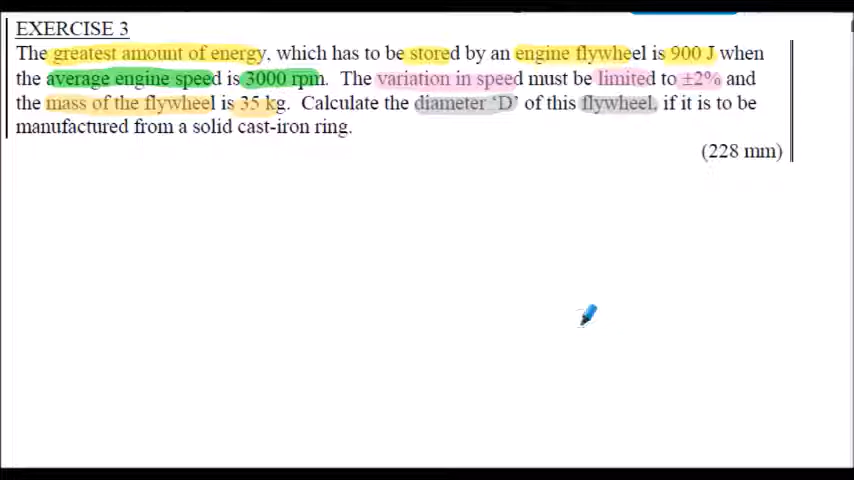 EXERCISE 3
The greatest amount of energy, which has to be stored by an engine flywheel is 900 J when
the average engine speed is 3000 rpm. The variation in speed must be limited to ±2% and
the mass of the flywheel is 35 kg. Calculate the diameter ‘D’ of this flywheel, if it is to be
manufactured from a solid cast-iron ring.
(228 mm)